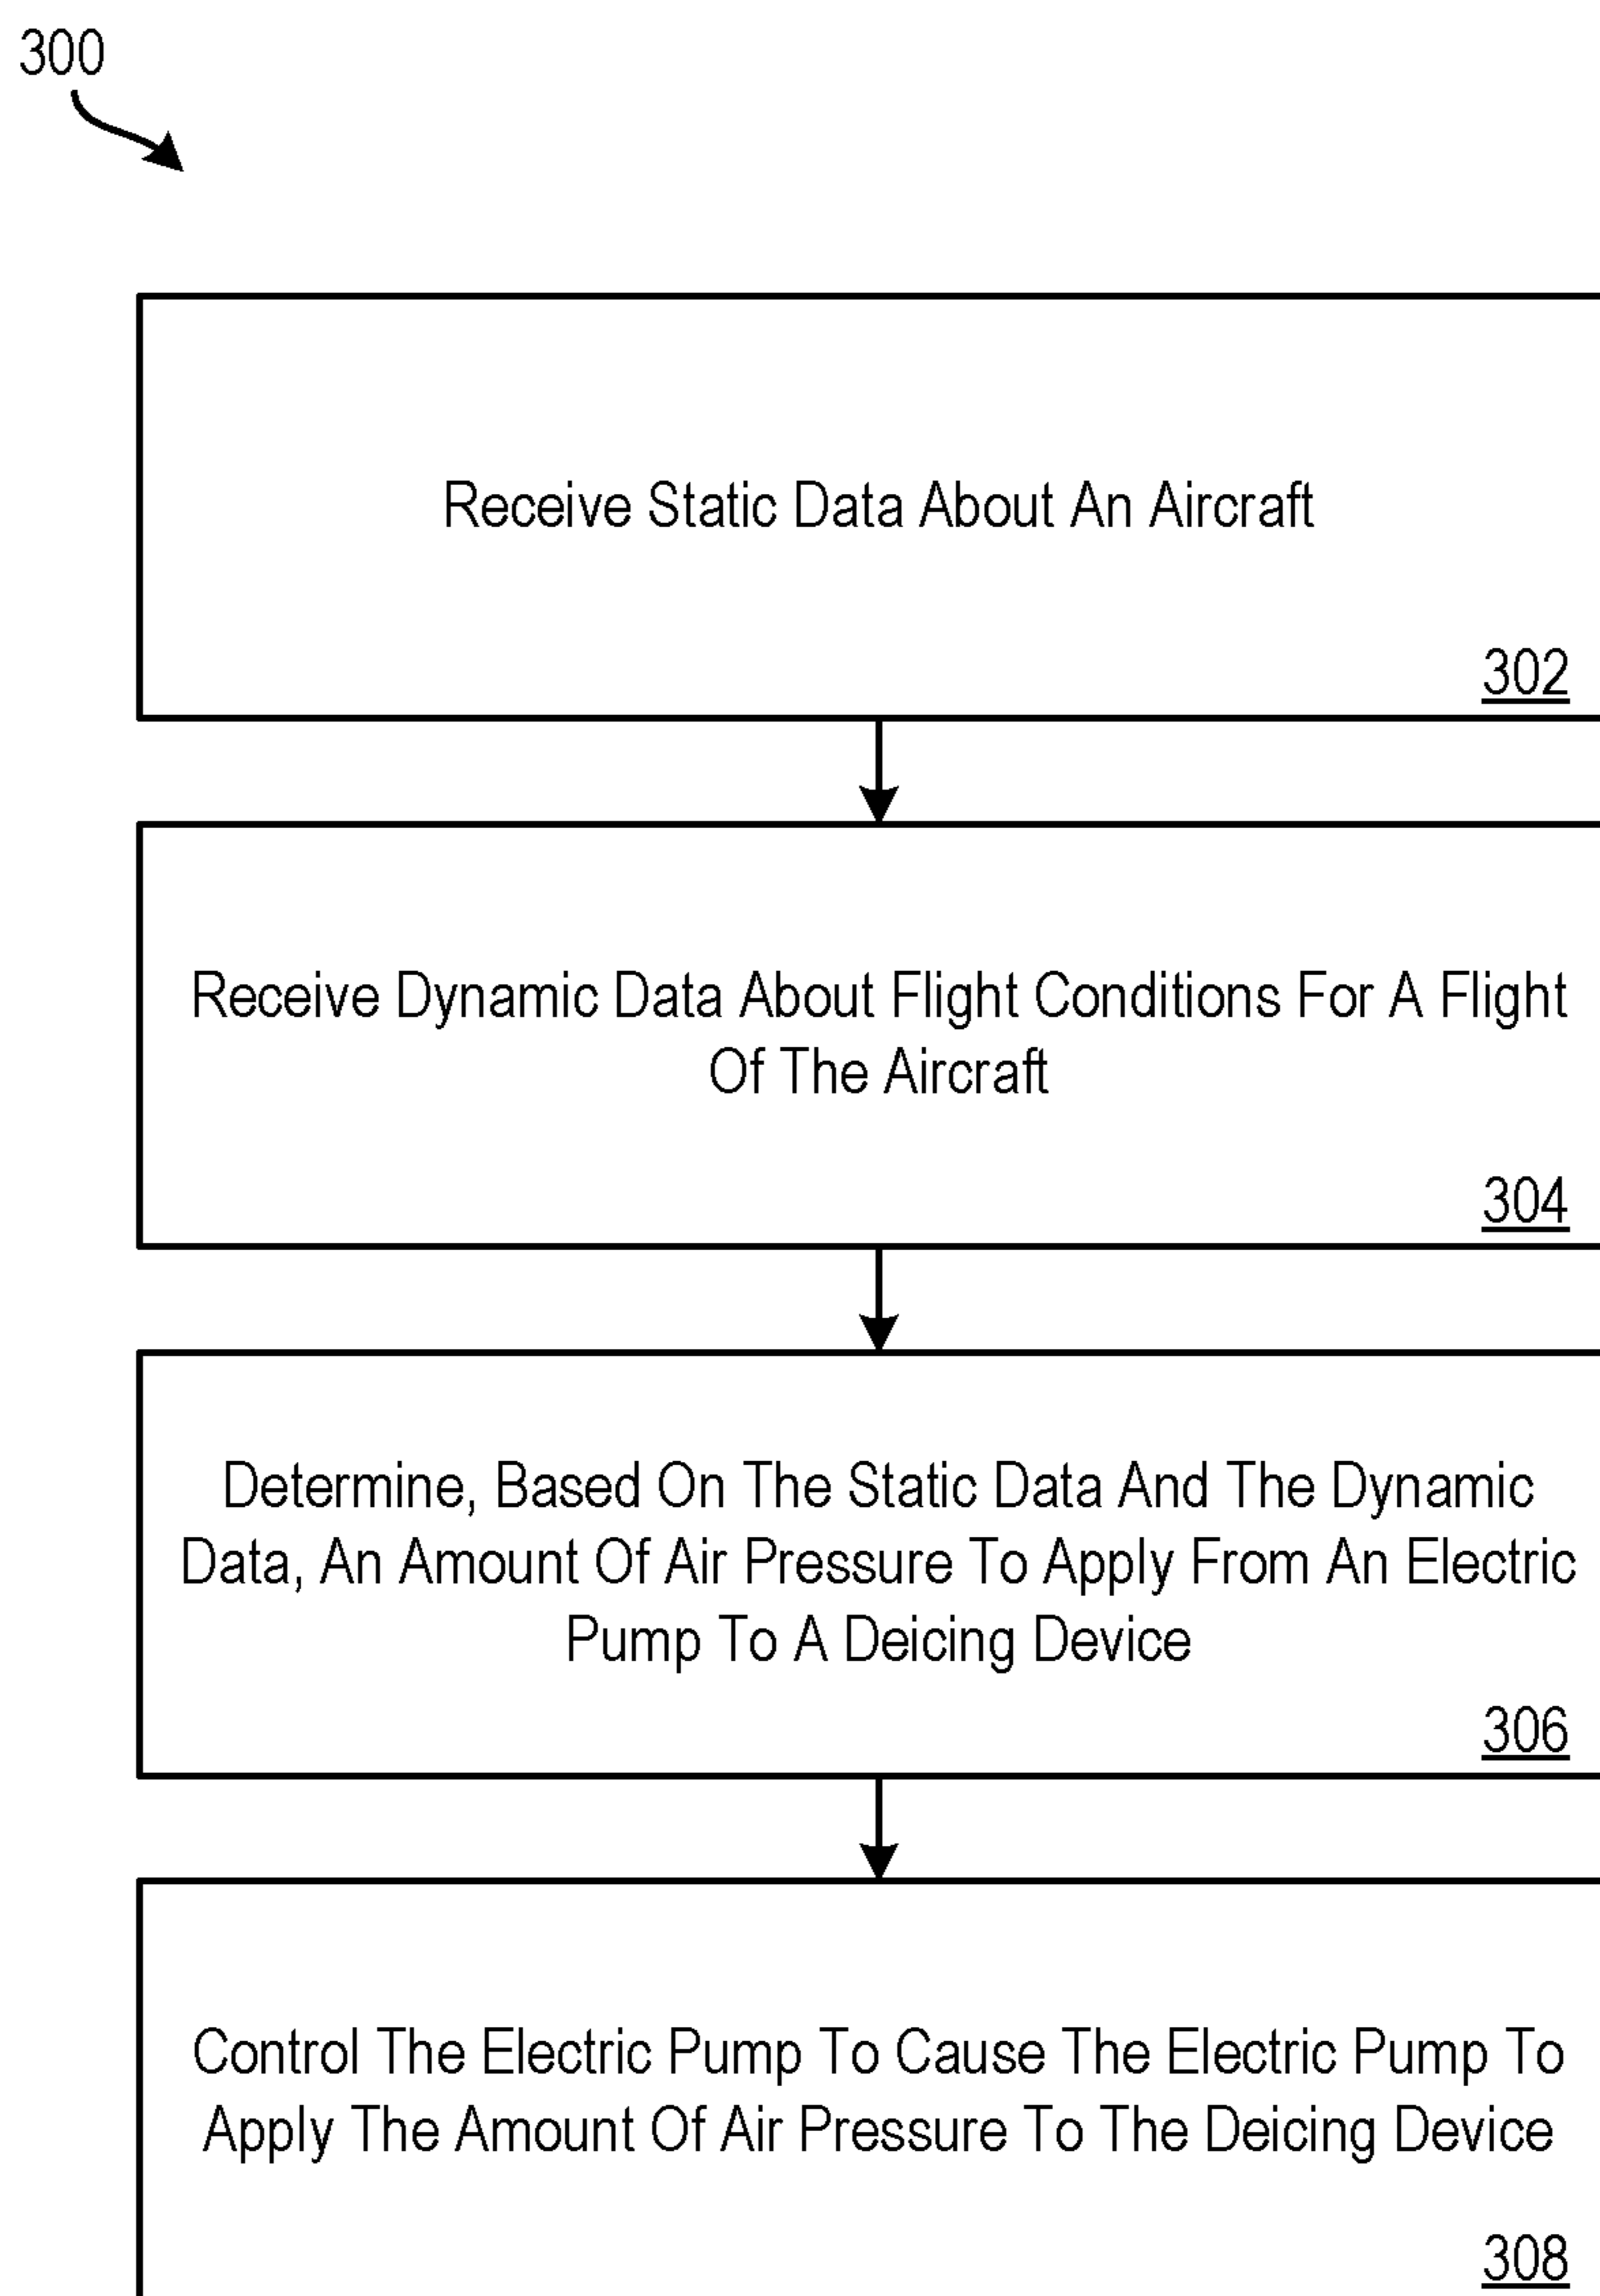 300
Receive Static Data About An Aircraft
302
Receive Dynamic Data About Flight Conditions For A Flight
Of The Aircraft
304
Determine, Based On The Static Data And The Dynamic
Data, An Amount Of Air Pressure To Apply From An Electric
Pump To A Deicing Device
306
Control The Electric Pump To Cause The Electric Pump To
Apply The Amount Of Air Pressure To The Deicing Device
308